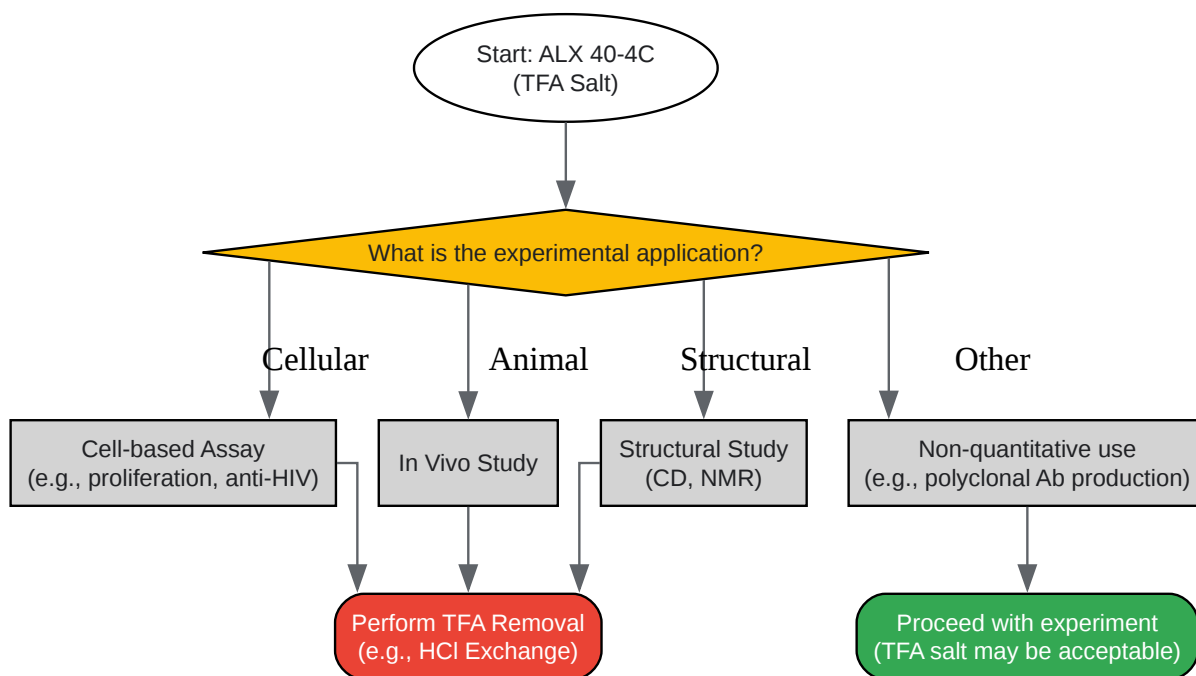 Start: ALX 40-4C
(TFA Salt)
What is the experimental application?
Cellular
Animal
Structural
Other
Cell-based Assay
(e.g., proliferation, anti-HIV)
In Vivo Study
Structural Study
(CD, NMR)
Non-quantitative use
(e.g., polyclonal Ab production)
Perform TFA Removal
(e.g., HCl Exchange)
Proceed with experiment
(TFA salt may be acceptable)